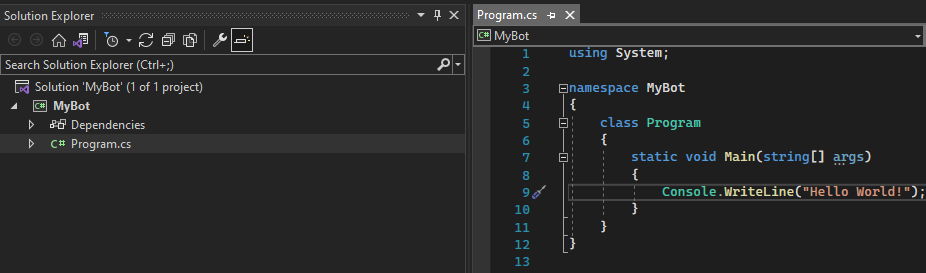 Solution Explorer
Search Solution Explorer (Ctrl+;)
Solution 'MyBot' (1 of 1 project)
C# MyBot
Dependencies
C# Program.cs
Program.cs
C# MyBot
1 using System;
2
3 namespace MyBot
4 {
5 class Program
6 {
7 static void Main(string[] args)
8 {
9 Console.WriteLine("Hello World!");
10 }
11 }
12 }
13